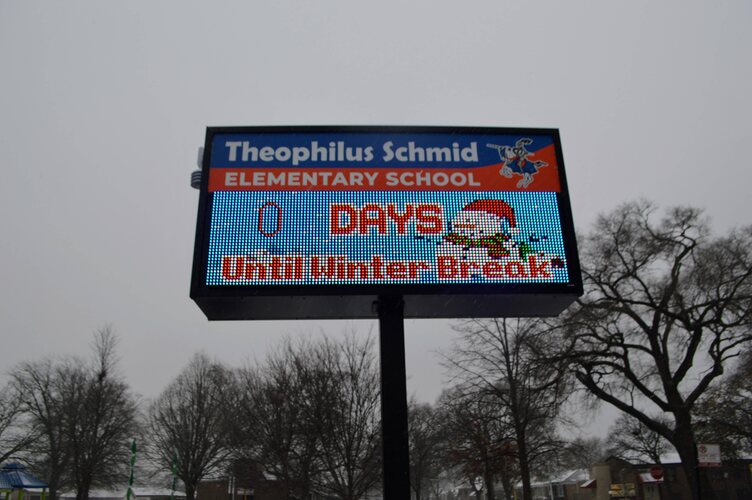 Theophilus Schmid
ELEMENTARY SCHOOL
0 DAYS
Until Winter Break